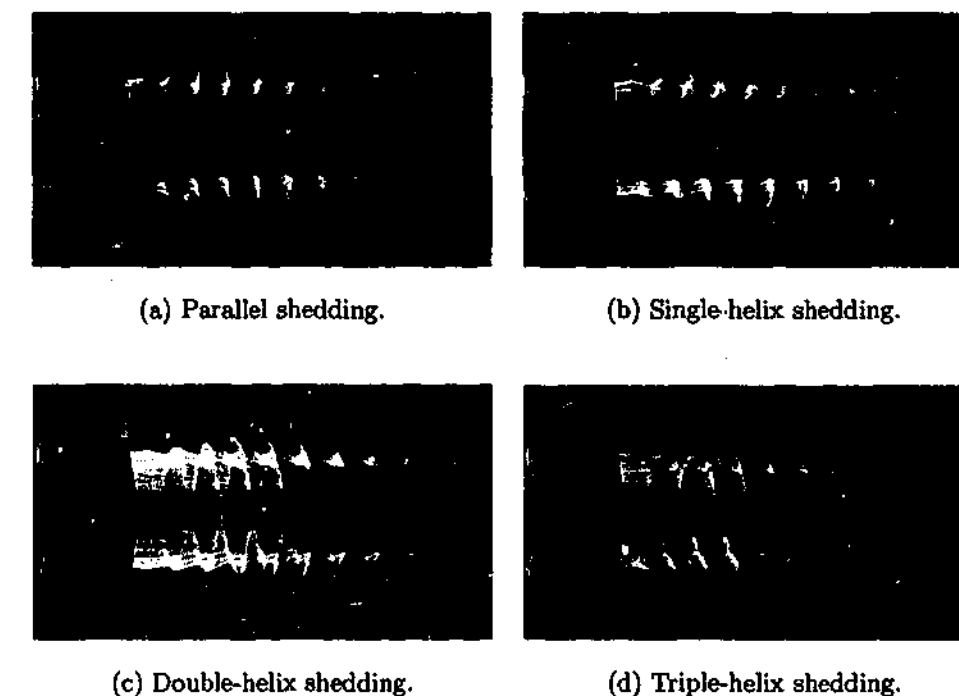 (a) Parallel shedding.
(b) Single-helix shedding.
(c) Double-helix shedding.
(d) Triple-helix shedding.